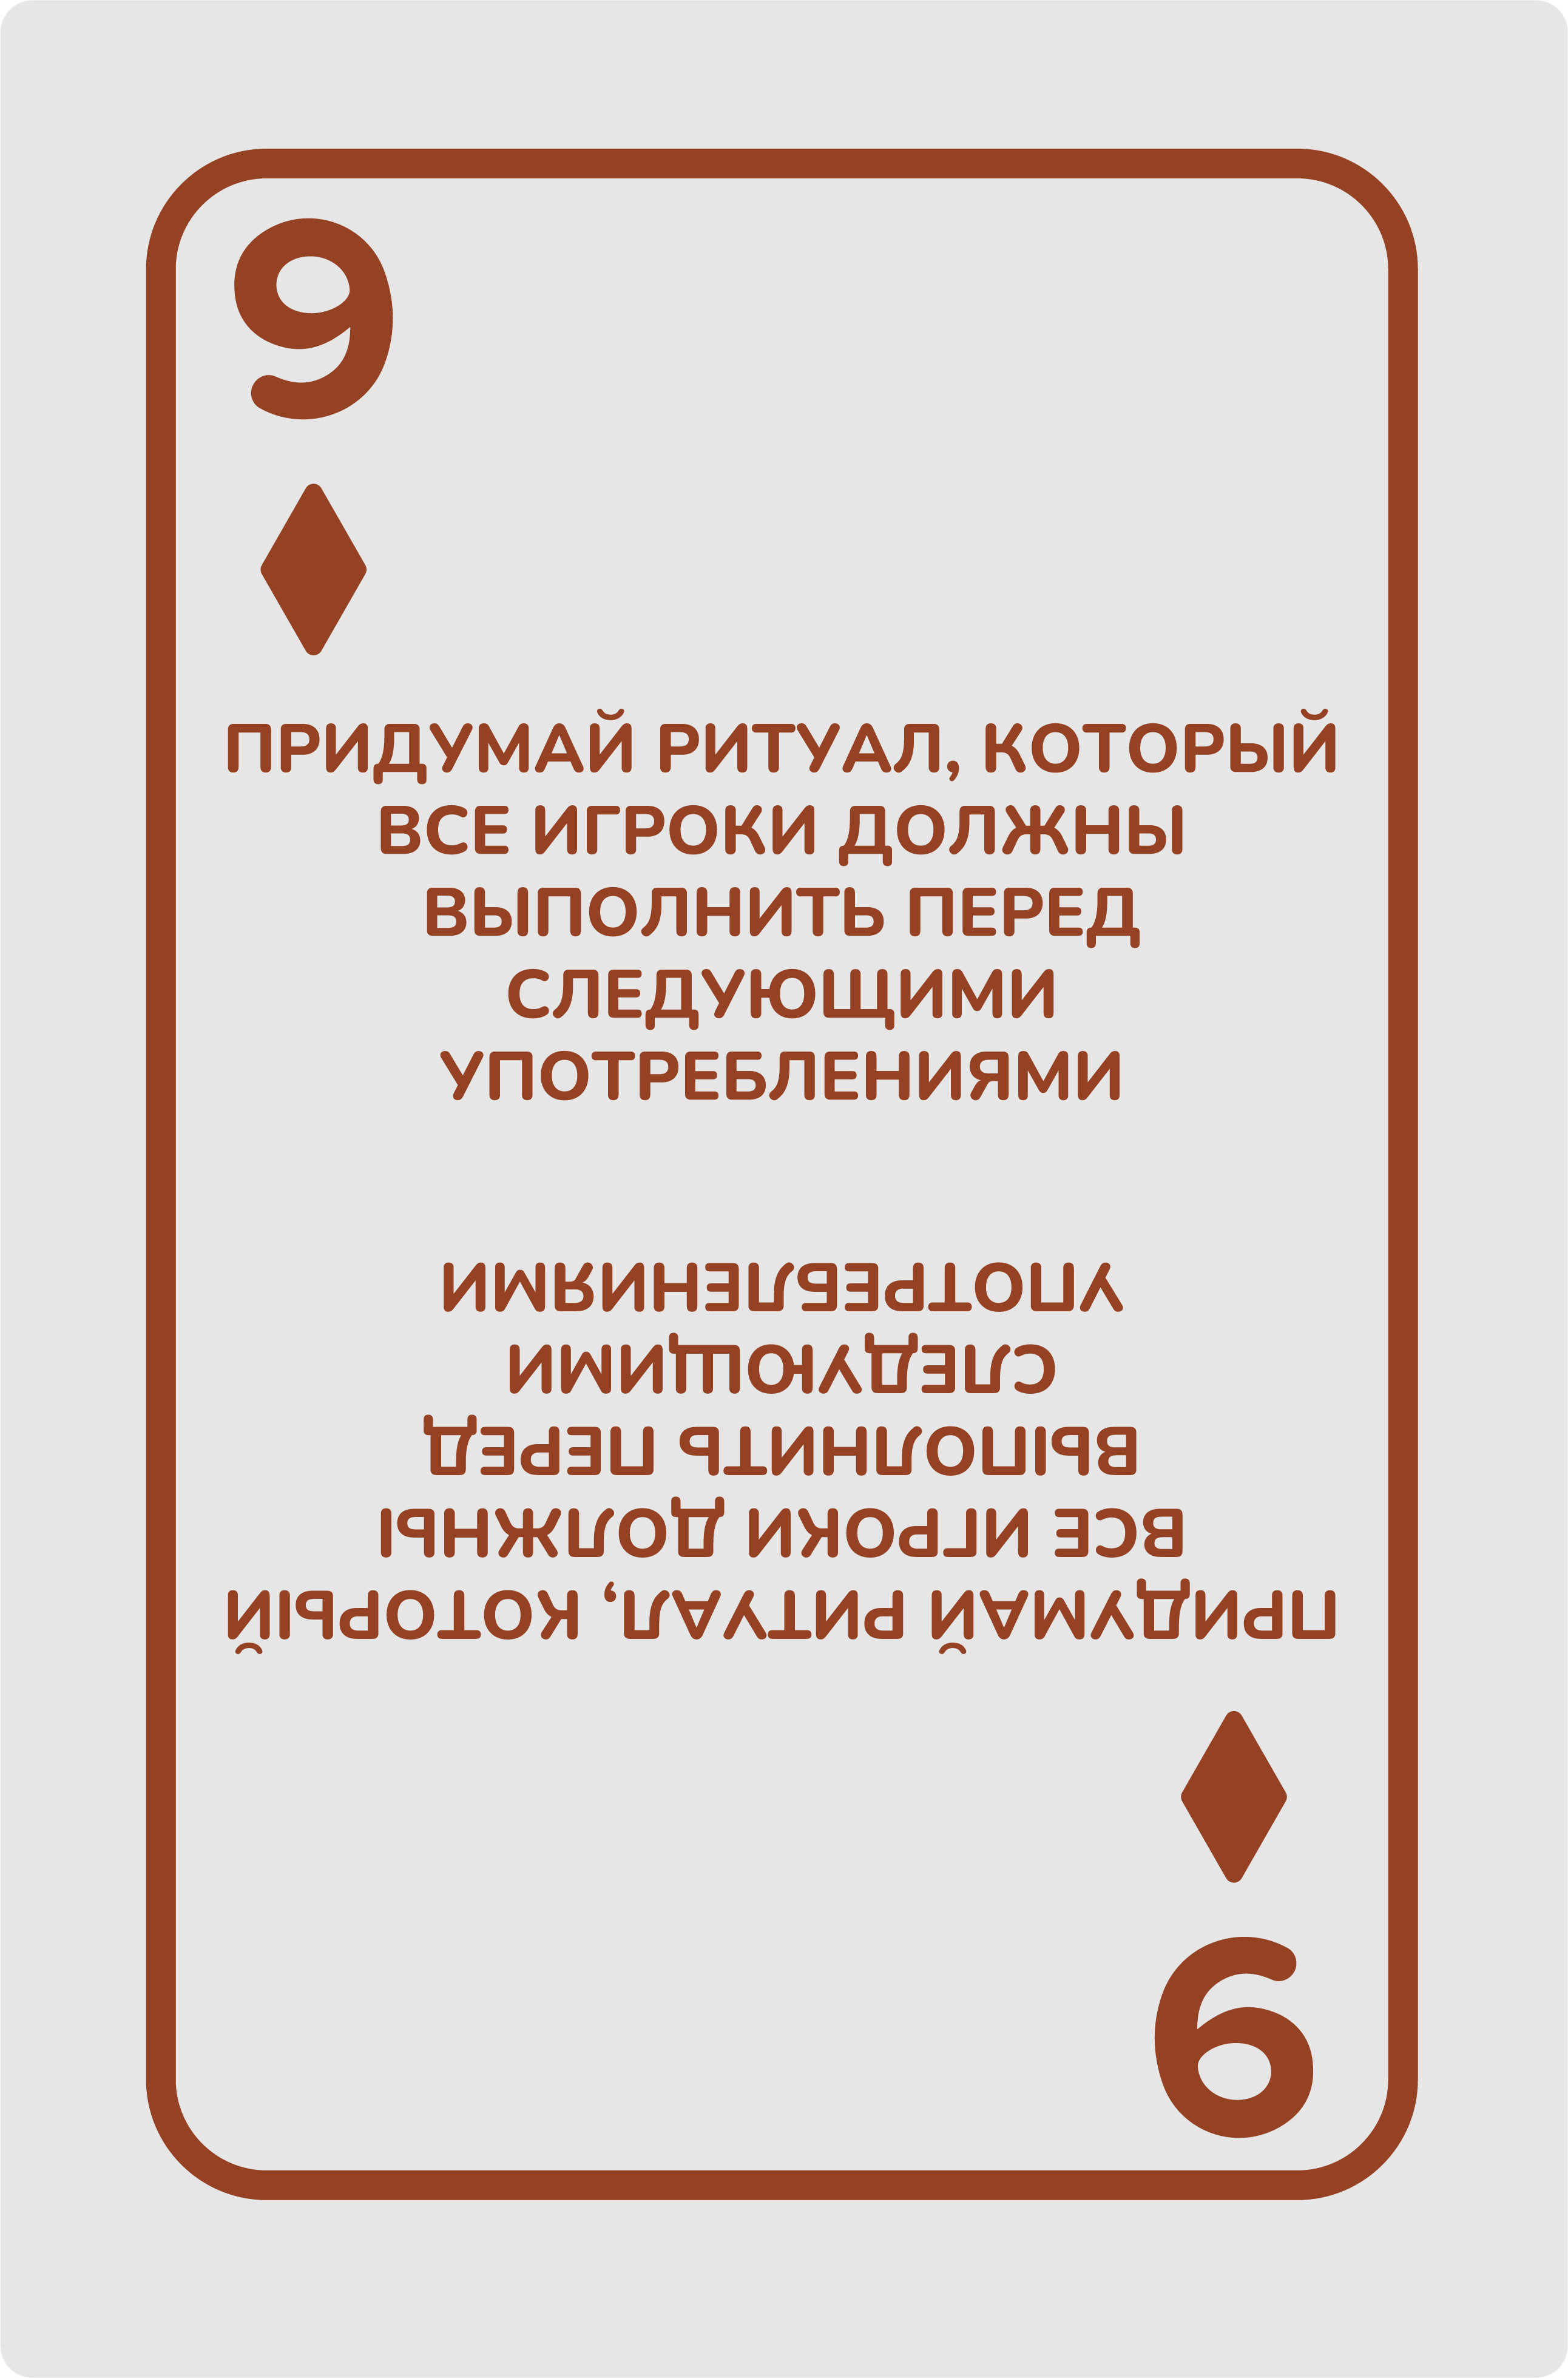 9
ПРИДУМАЙ РИТУАЛ, КОТОРЫЙ
ВСЕ ИГРОКИ ДОЛЖНЫ
ВЫПОЛНИТЬ ПЕРЕД
СЛЕДУЮЩИМИ
УПОТРЕБЛЕНИЯМИ
ПРИДУМАЙ РИТУАЛ, КОТОРЫЙ
ВСЕ ИГРОКИ ДОЛЖНЫ
ВЫПОЛНИТЬ ПЕРЕД
СЛЕДУЮЩИМИ
УПОТРЕБЛЕНИЯМИ
9